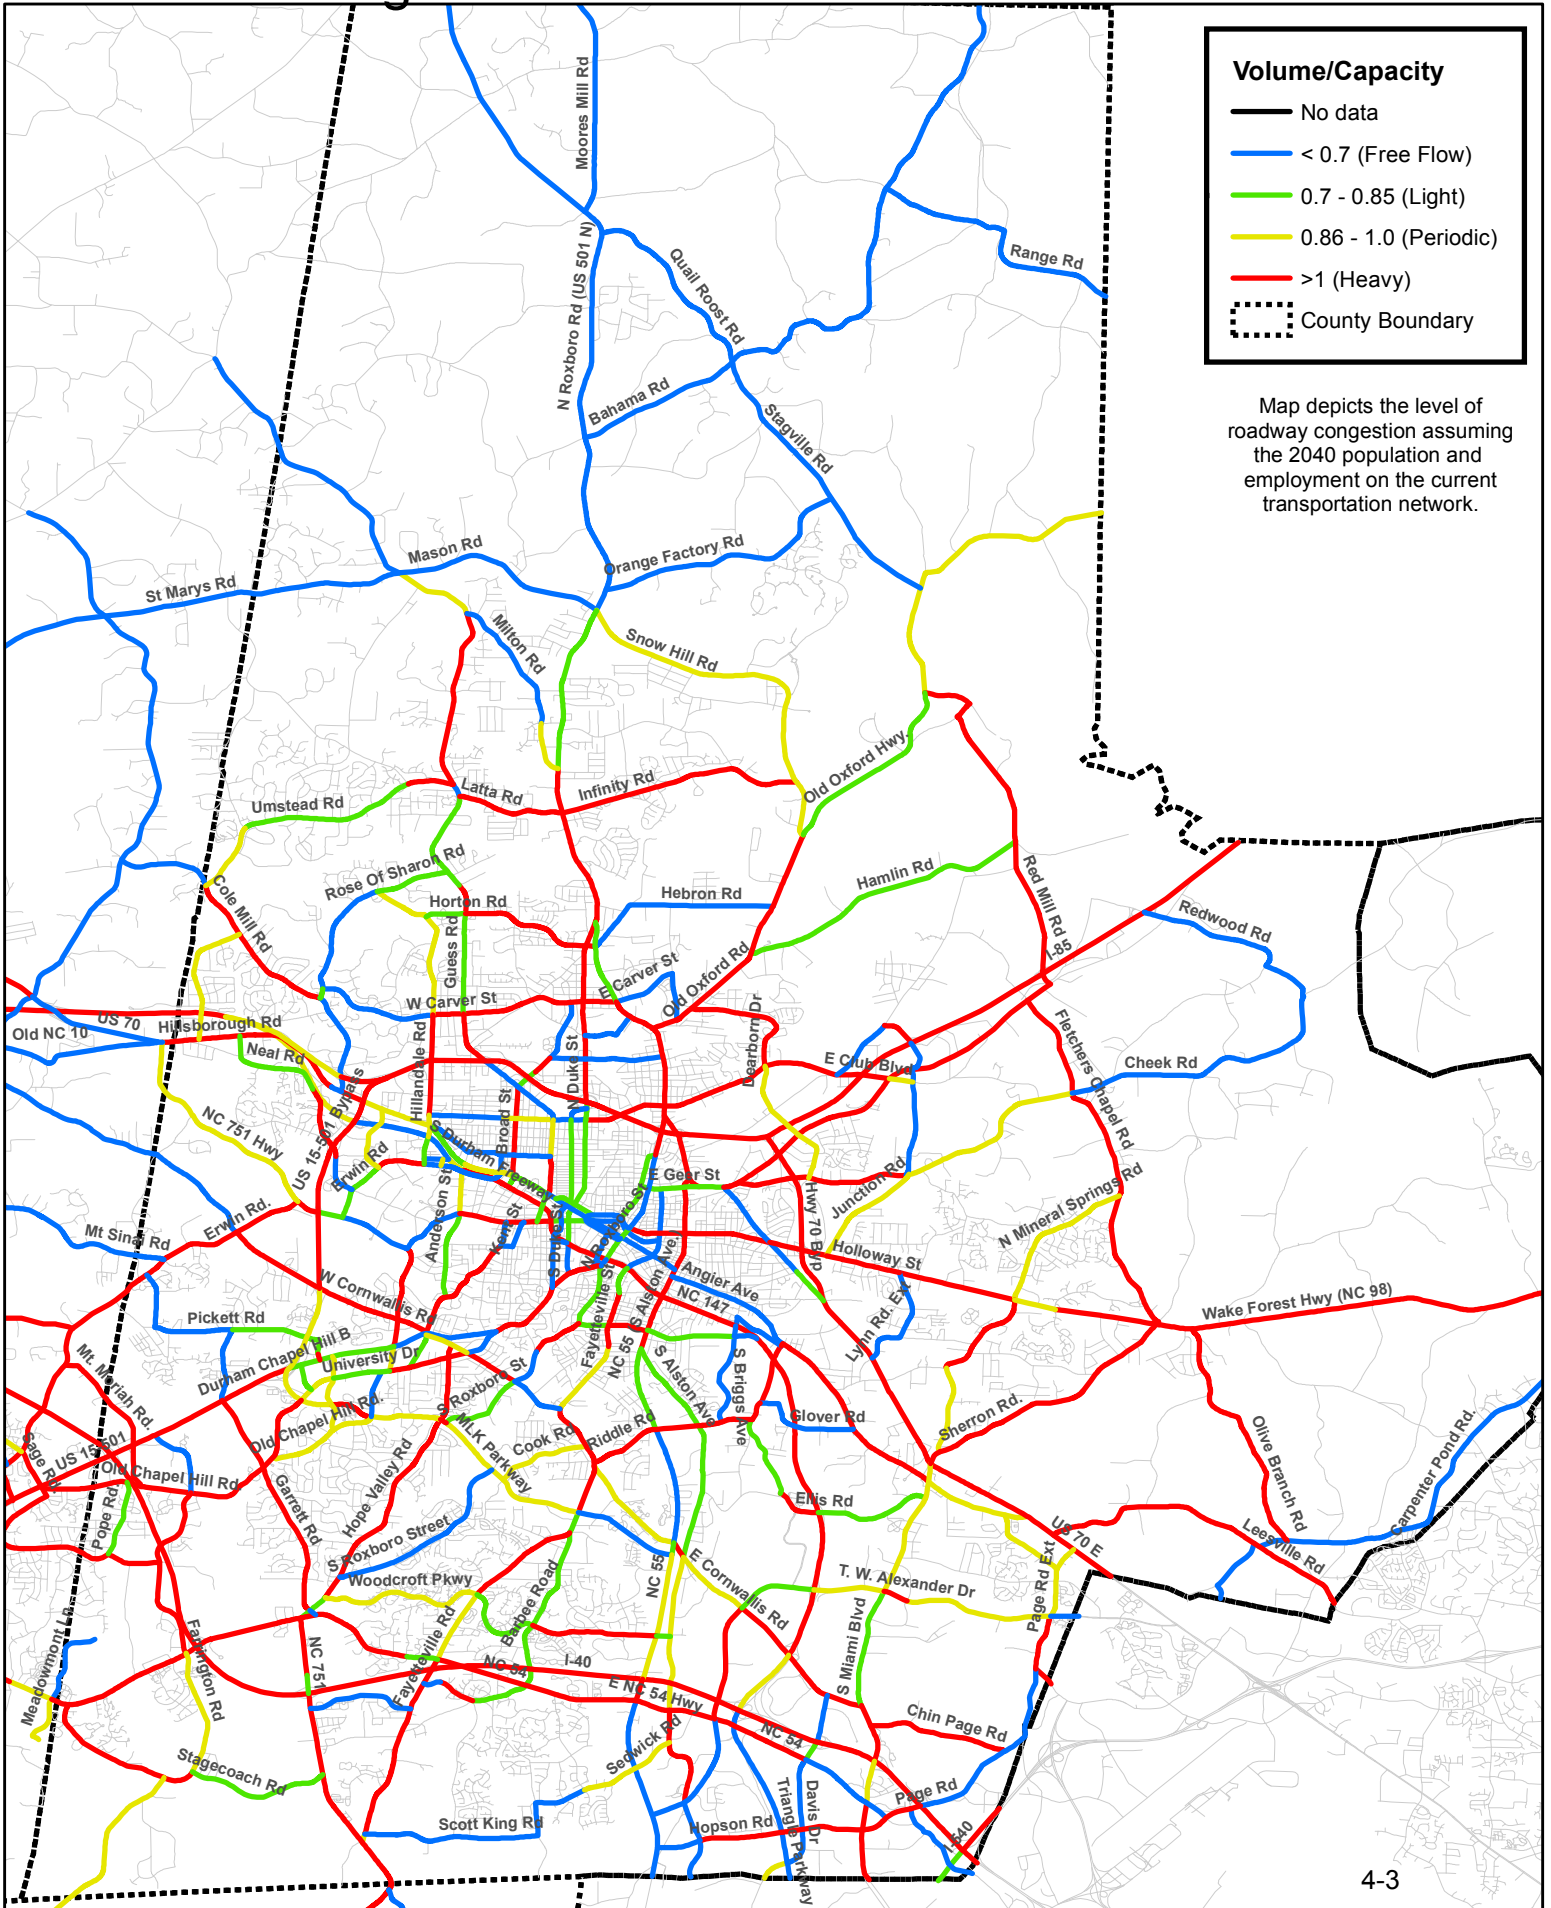 Volume/Capacity
No data
< 0.7 (Free Flow)
0.7 - 0.85 (Light)
0.86 - 1.0 (Periodic)
>1 (Heavy)
County Boundary
Map depicts the level of
roadway congestion assuming
the 2040 population and
employment on the current
transportation network.
Moores Mill Rd
N Roxboro Rd (US 501 N)
Quail Roost Rd
Range Rd
Bahama Rd
Stagville Rd
Mason Rd
Orange Factory Rd
St Marys Rd
Milton Rd
Snow Hill Rd
Old Oxford Hwy.
Umstead Rd
Latta Rd
Infinity Rd
Rose Of Sharon Rd
Horton Rd
Hebron Rd
Hamlin Rd
Cole Mill Rd
Guess Rd
Red Mill Rd
I-85
Redwood Rd
E Carver St
Old Oxford Rd
W Carver St
US 70
Hillsborough Rd
Old NC 10
Neal Rd
Hillandale Rd
N Duke St
Dearborn Dr
E Club Blvd
Fletchers Chapel Rd
Cheek Rd
NC 751 Hwy
US 15-501 Bypass
Broad St
S Durham Freeway
Erwin Rd
E Geer St
Junction Rd
Hwy 70 Byp
N Mineral Springs Rd
Anderson St
Kent St
S Duke St
N Roxboro St
Erwin Rd.
Mt Sinai Rd
Holloway St
Angier Ave
NC 147
S Alston Ave.
Fayetteville St
NC 55
Wake Forest Hwy (NC 98)
W Cornwallis Rd
Pickett Rd
Lynn Rd. Ext
Durham Chapel Hill B
University Dr
Mt. Moriah Rd.
S Roxboro St
S Alston Ave
S Briggs Ave
Old Chapel Hill Rd.
MLK Parkway
Cook Rd
Riddle Rd
Glover Rd
Sherron Rd.
Sage Rd.
US 15-501
Old Chapel Hill Rd.
Garrett Rd
Hope Valley Rd
Olive Branch Rd
Carpenter Pond Rd.
Pope Rd
Ellis Rd
US 70 E
Leesville Rd
S Roxboro Street
Woodcroft Pkwy
Barbee Road
NC 55
E Cornwallis Rd
T. W. Alexander Dr
Page Rd Ext
S Miami Blvd
Meadowmont Ln
Farrington Rd
NC 751
Fayetteville Rd
NC 54
I-40
E NC 54 Hwy
NC 54
Chin Page Rd
Sedwick Rd
Stagecoach Rd
Scott King Rd
Hopson Rd
Triangle Parkway
Davis Dr
Page Rd
I-540
4-3